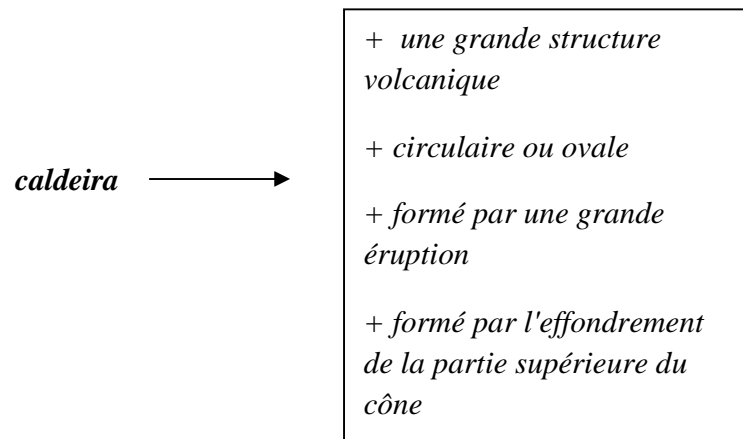 + une grande structure
volcanique
+ circulaire ou ovale
caldeira
+ formé par une grande
éruption
+ formé par l'effondrement
de la partie supérieure du
cône